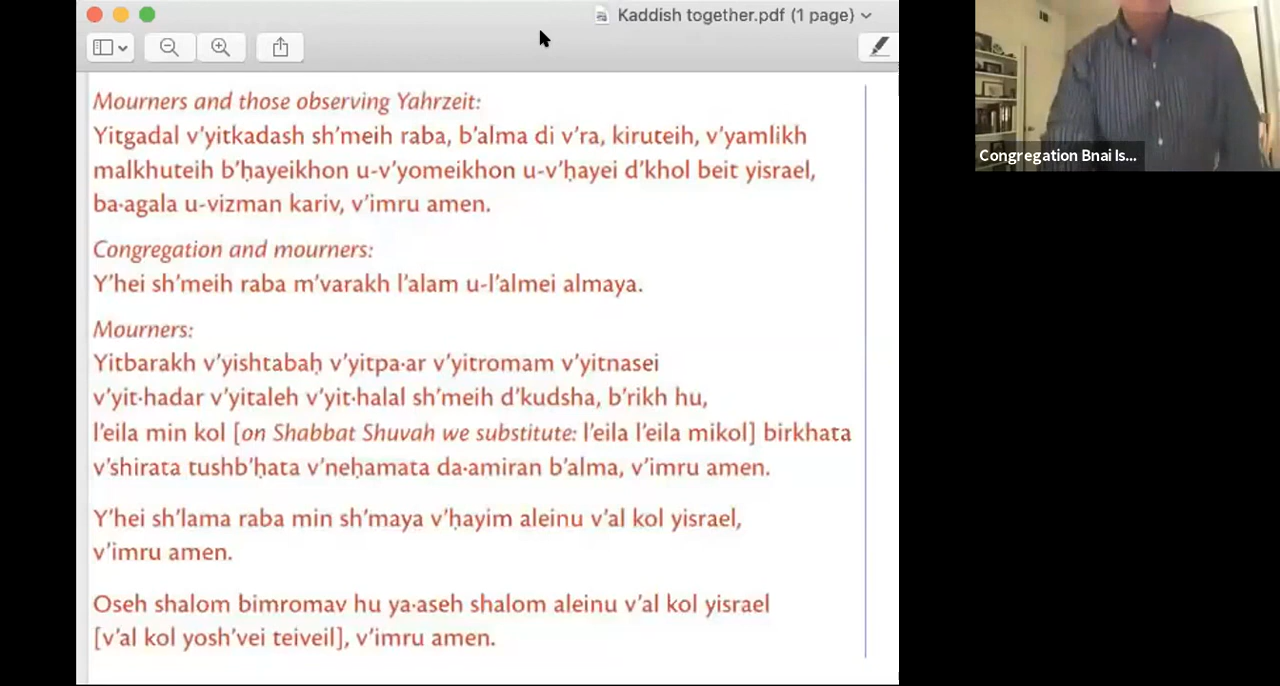 Kaddish together.pdf (1 page)
Mourners and those observing Yahrzeit:
Yitgadal v’yitkadash sh’meih raba, b’alma di v’ra, kiruteih, v’yamlikh
malkhuteih b’ḥayeikhon u-v’yomeikhon u-v’ḥayei d’khol beit yisrael,
ba·agala u-vizman kariv, v’imru amen.
Congregation and mourners:
Y’hei sh’meih raba m’varakh l’alam u-l’almei almaya.
Mourners:
Yitbarakh v’yishtabaḥ v’yitpa·ar v’yitromam v’yitnasei
v’yit·hadar v’yitaleh v’yit·halal sh’meih d’kudsha, b’rikh hu,
l’eila min kol [on Shabbat Shuvah we substitute: l’eila l’eila mikol] birkhata
v’shirata tushb’ḥata v’neḥamata da·amiran b’alma, v’imru amen.
Y’hei sh’lama raba min sh’maya v’ḥayim aleinu v’al kol yisrael,
v’imru amen.
Oseh shalom bimromav hu ya·aseh shalom aleinu v’al kol yisrael
[v’al kol yosh’vei teiveil], v’imru amen.
Congregation Bnai Is...